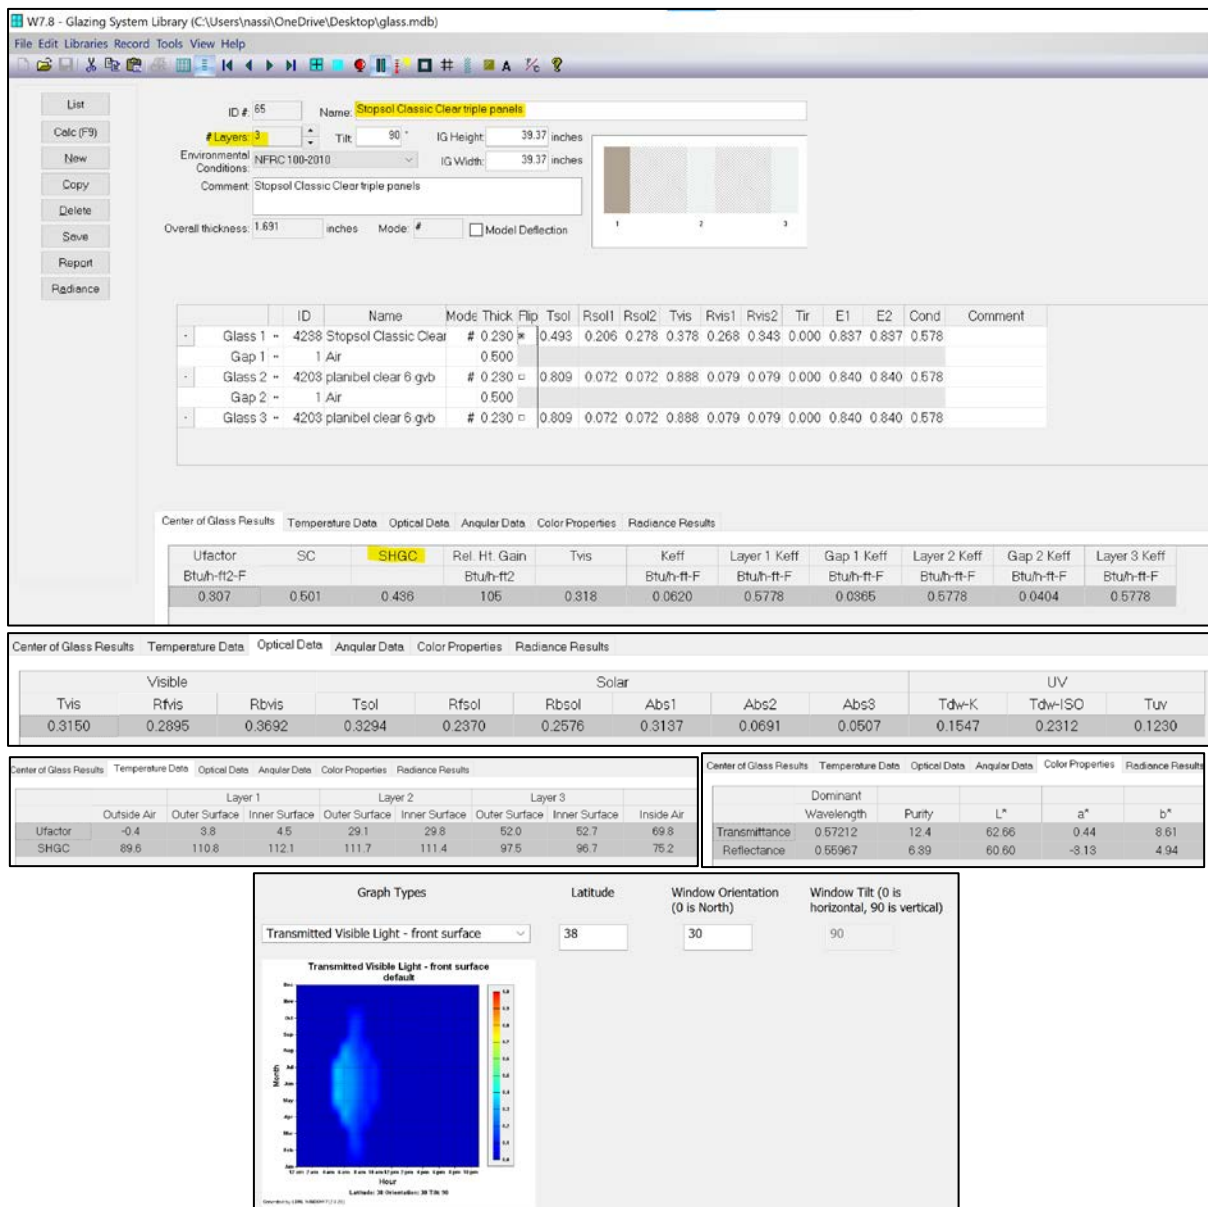 W7.8 - Glazing System Library (C:\Users\nassi\OneDrive\Desktop\glass.mdb)
File Edit Libraries Record Tools View Help
List
Calc (F9)
New
Copy
Delete
Save
Report
Radiance
ID #: 65 Name: Stopsol Classic Clear triple panels
# Layers: 3 Tilt: 90 ° IG Height: 39.37 inches
Environmental Conditions: NFRC 100-2010 IG Width: 39.37 inches
Comment: Stopsol Classic Clear triple panels
Overall thickness: 1.691 inches Mode: # Model Deflection
1 2 3
ID Name Mode Thick Flip Tsol Rsol1 Rsol2 Tvis Rvis1 Rvis2 Tir E1 E2 Cond Comment
Glass 1 4238 Stopsol Classic Clear # 0.230 0.493 0.206 0.278 0.378 0.268 0.343 0.000 0.837 0.837 0.578
Gap 1 1 Air 0.500
Glass 2 4203 planibel clear 6 gvb # 0.230 0.809 0.072 0.072 0.888 0.079 0.079 0.000 0.840 0.840 0.578
Gap 2 1 Air 0.500
Glass 3 4203 planibel clear 6 gvb # 0.230 0.809 0.072 0.072 0.888 0.079 0.079 0.000 0.840 0.840 0.578
Center of Glass Results Temperature Data Optical Data Angular Data Color Properties Radiance Results
Ufactor SC SHGC Rel. Ht. Gain Tvis Keff Layer 1 Keff Gap 1 Keff Layer 2 Keff Gap 2 Keff Layer 3 Keff
Btu/h-ft2-F Btu/h-ft2 Btu/h-ft-F Btu/h-ft-F Btu/h-ft-F Btu/h-ft-F Btu/h-ft-F Btu/h-ft-F
0.307 0.501 0.436 105 0.318 0.0620 0.5778 0.0365 0.5778 0.0404 0.5778
Center of Glass Results Temperature Data Optical Data Angular Data Color Properties Radiance Results
Visible Solar UV
Tvis Rfvis Rbvis Tsol Rfsol Rbsol Abs1 Abs2 Abs3 Tdw-K Tdw-ISO Tuv
0.3150 0.2895 0.3692 0.3294 0.2370 0.2576 0.3137 0.0691 0.0507 0.1547 0.2312 0.1230
Center of Glass Results Temperature Data Optical Data Angular Data Color Properties Radiance Results
Layer 1 Layer 2 Layer 3
Outside Air Outer Surface Inner Surface Outer Surface Inner Surface Outer Surface Inner Surface Inside Air
Ufactor -0.4 3.8 4.5 29.1 29.8 52.0 52.7 69.8
SHGC 89.6 110.8 112.1 111.7 111.4 97.5 96.7 75.2
Center of Glass Results Temperature Data Optical Data Angular Data Color Properties Radiance Results
Dominant
Wavelength Purity L* a* b*
Transmittance 0.57212 12.4 62.66 0.44 8.61
Reflectance 0.55967 6.39 60.60 -3.13 4.94
Graph Types Latitude Window Orientation (0 is North) Window Tilt (0 is horizontal, 90 is vertical)
Transmitted Visible Light - front surface 38 30 90
Transmitted Visible Light - front surface
default
Dec
Nov
Oct
Sep
Aug
Jul
Jun
May
Apr
Mar
Feb
Jan
Month
Hour
Latitude: 38 Orientation: 30 Tilt: 90